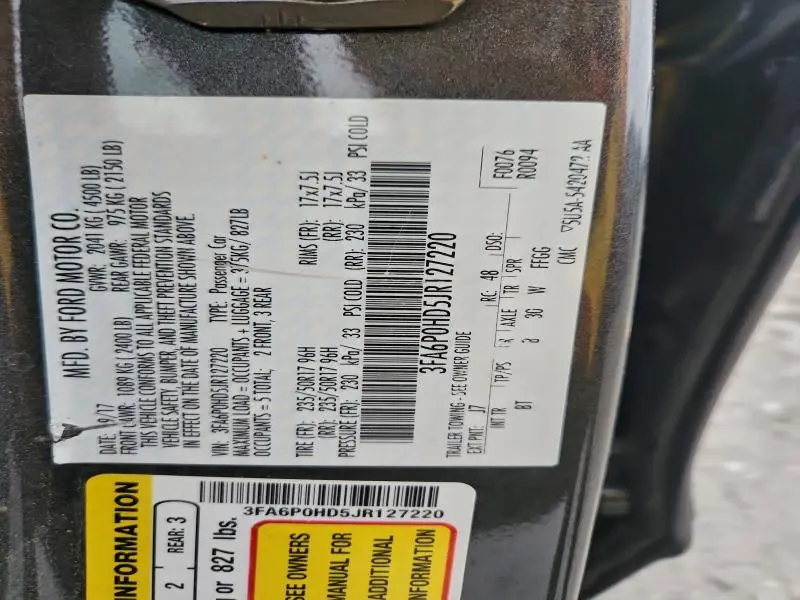 MFD. BY FORD MOTOR CO.
DATE: 09/17 GVWR: 2041 KG ( 4500 LB)
FRONT GAWR: 1089 KG ( 2400 LB) REAR GAWR: 975 KG ( 2150 LB)
THIS VEHICLE CONFORMS TO ALL APPLICABLE FEDERAL MOTOR
VEHICLE SAFETY, BUMPER, AND THEFT PREVENTION STANDARDS
IN EFFECT ON THE DATE OF MANUFACTURE SHOWN ABOVE.
VIN: 3FA6P0HD5JR127220 TYPE: Passenger Car
MAXIMUM LOAD = OCCUPANTS + LUGGAGE = 375KG/ 827LB
OCCUPANTS = 5 TOTAL; 2 FRONT, 3 REAR
TIRE (FR): 235/50R17 96H RIMS (FR): 17x7.5J
(RR): 235/50R17 96H (RR): 17x7.5J
PRESSURE (FR): 230 kPa/ 33 PSI COLD (RR): 230 kPa/ 33 PSI COLD
3FA6P0HD5JR127220
TRAILER TOWING - SEE OWNER GUIDE
EXT PNT: J7 RC: 48 DSO: F0076
R0094
INT TR TP/PS R AXLE TR SPR
BT 30 W FFGG
CNC
3FA6P0HD5JR127220
INFORMATION
2 REAR: 3
or 827 lbs.
SEE OWNERS
MANUAL FOR
ADDITIONAL
INFORMATION